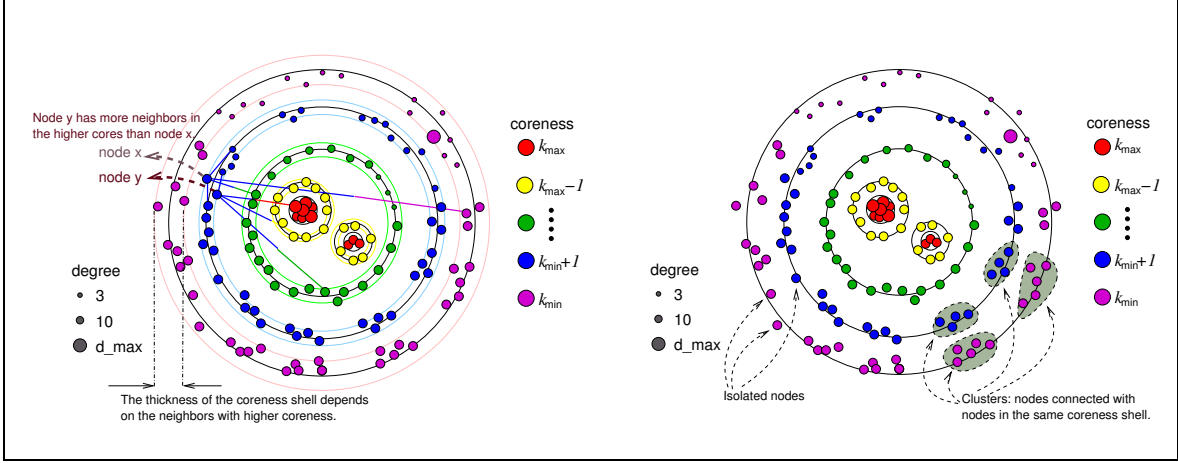 Node y has more neighbors in
the higher cores than node x.
node x
node y
coreness
kmax
kmax−1
kmin+1
kmin
degree
3
10
d_max
The thickness of the coreness shell depends
on the neighbors with higher coreness.
coreness
kmax
kmax−1
kmin+1
kmin
degree
3
10
d_max
Isolated nodes
Clusters: nodes connected with
nodes in the same coreness shell.